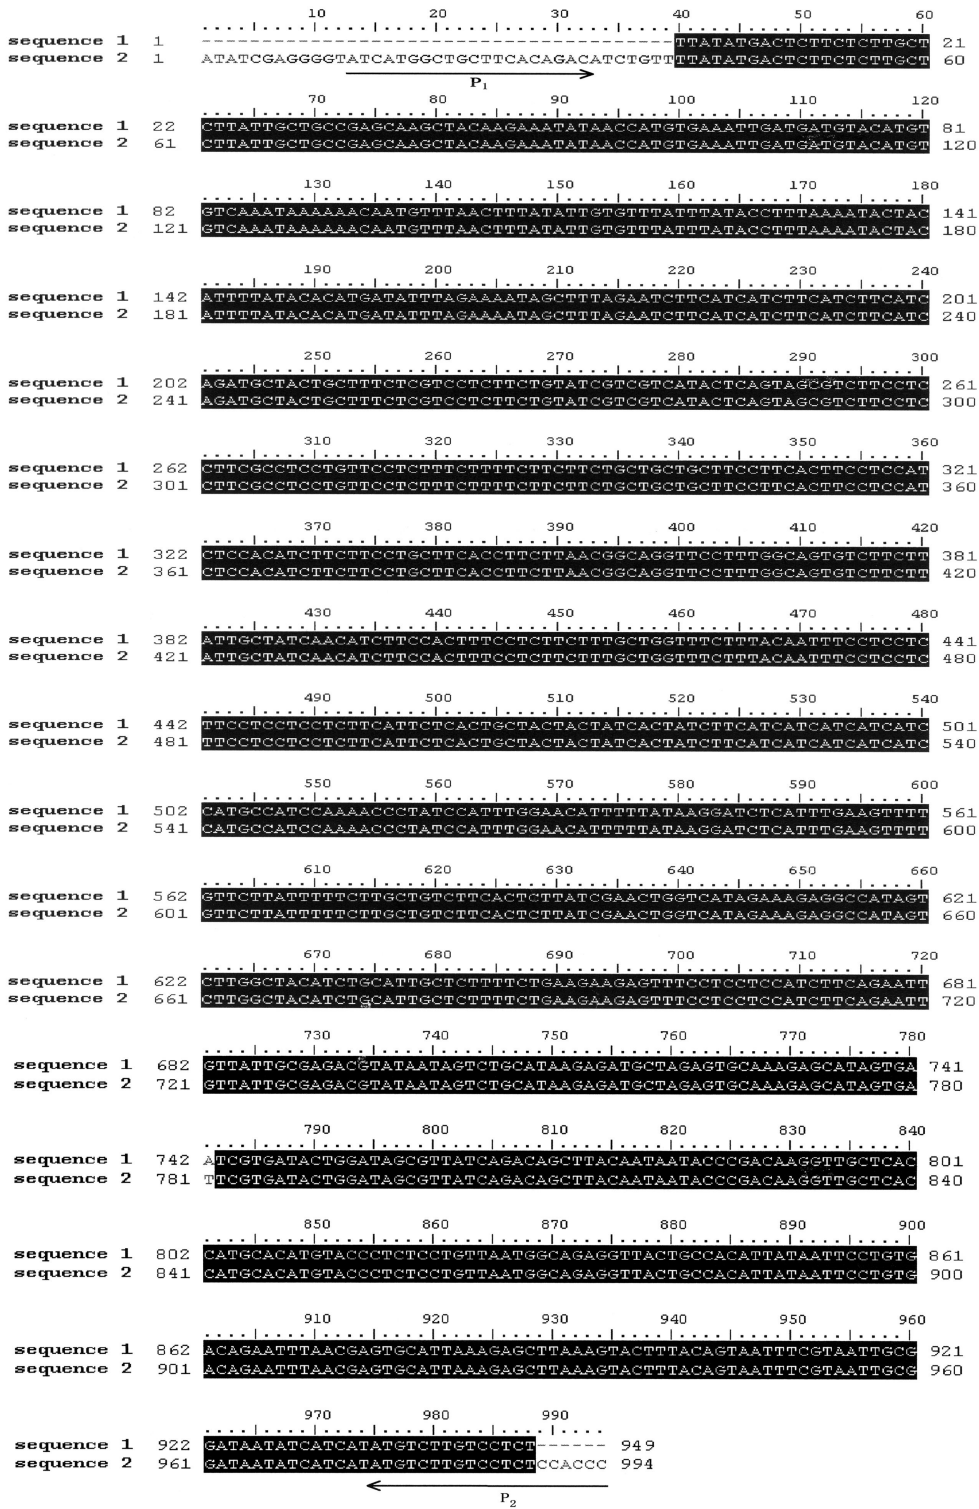 10 20 30 40 50 60
sequence 1 1 ---------------------------------------TTATATGACTCTTCTCTTGCT 21
sequence 2 1 ATATCGAGGGGTATCATGGCTGCTTCACAGACATCTGTTTTATATGACTCTTCTCTTGCT 60
P1
70 80 90 100 110 120
sequence 1 22 CTTATTGCTGCCGAGCAAGCTACAAGAAATATAACCATGTGAAATTGATGATGTACATGT 81
sequence 2 61 CTTATTGCTGCCGAGCAAGCTACAAGAAATATAACCATGTGAAATTGATGATGTACATGT 120
130 140 150 160 170 180
sequence 1 82 GTCAAATAAAAAACAATGTTTAACTTTATATTGTGTTTATTTATACCTTTAAAATACTAC 141
sequence 2 121 GTCAAATAAAAAACAATGTTTAACTTTATATTGTGTTTATTTATACCTTTAAAATACTAC 180
190 200 210 220 230 240
sequence 1 142 ATTTTATACACATGATATTTAGAAAATAGCTTTAGAATCTTCATCATCTTCATCTTCATC 201
sequence 2 181 ATTTTATACACATGATATTTAGAAAATAGCTTTAGAATCTTCATCATCTTCATCTTCATC 240
250 260 270 280 290 300
sequence 1 202 AGATGCTACTGCTTTCTCGTCCTCTTCTGTATCGTCGTCATACTCAGTAGCGTCTTCCTC 261
sequence 2 241 AGATGCTACTGCTTTCTCGTCCTCTTCTGTATCGTCGTCATACTCAGTAGCGTCTTCCTC 300
310 320 330 340 350 360
sequence 1 262 CTTCGCCTCCTGTTCCTCTTTCTTTTCTTCTTCTGCTGCTGCTTCCTTCACTTCCTCCAT 321
sequence 2 301 CTTCGCCTCCTGTTCCTCTTTCTTTTCTTCTTCTGCTGCTGCTTCCTTCACTTCCTCCAT 360
370 380 390 400 410 420
sequence 1 322 CTCCACATCTTCTTCCTGCTTCACCTTCTTAACGGCAGGTTCCTTTGGCAGTGTCTTCTT 381
sequence 2 361 CTCCACATCTTCTTCCTGCTTCACCTTCTTAACGGCAGGTTCCTTTGGCAGTGTCTTCTT 420
430 440 450 460 470 480
sequence 1 382 ATTGCTATCAACATCTTCCACTTTCCTCTTCTTTGCTGGTTTCTTTACAATTTCCTCCTC 441
sequence 2 421 ATTGCTATCAACATCTTCCACTTTCCTCTTCTTTGCTGGTTTCTTTACAATTTCCTCCTC 480
490 500 510 520 530 540
sequence 1 442 TTCCTCCTCCTCTTCATTCTCACTGCTACTACTATCACTATCTTCATCATCATCATCATC 501
sequence 2 481 TTCCTCCTCCTCTTCATTCTCACTGCTACTACTATCACTATCTTCATCATCATCATCATC 540
550 560 570 580 590 600
sequence 1 502 CATGCCATCCAAAACCCTATCCATTTGGAACATTTTTATAAGGATCTCATTTGAAGTTTT 561
sequence 2 541 CATGCCATCCAAAACCCTATCCATTTGGAACATTTTTATAAGGATCTCATTTGAAGTTTT 600
610 620 630 640 650 660
sequence 1 562 GTTCTTATTTTTCTTGCTGTCTTCACTCTTATCGAACTGGTCATAGAAAGAGGCCATAGT 621
sequence 2 601 GTTCTTATTTTTCTTGCTGTCTTCACTCTTATCGAACTGGTCATAGAAAGAGGCCATAGT 660
670 680 690 700 710 720
sequence 1 622 CTTGGCTACATCTGCATTGCTCTTTTCTGAAGAAGAGTTTCCTCCTCCATCTTCAGAATT 681
sequence 2 661 CTTGGCTACATCTGCATTGCTCTTTTCTGAAGAAGAGTTTCCTCCTCCATCTTCAGAATT 720
730 740 750 760 770 780
sequence 1 682 GTTATTGCGAGACGTATAATAGTCTGCATAAGAGATGCTAGAGTGCAAAGAGCATAGTGA 741
sequence 2 721 GTTATTGCGAGACGTATAATAGTCTGCATAAGAGATGCTAGAGTGCAAAGAGCATAGTGA 780
790 800 810 820 830 840
sequence 1 742 ATCGTGATACTGGATAGCGTTATCAGACAGCTTACAATAATACCCGACAAGGTTGCTCAC 801
sequence 2 781 TTCGTGATACTGGATAGCGTTATCAGACAGCTTACAATAATACCCGACAAGGTTGCTCAC 840
850 860 870 880 890 900
sequence 1 802 CATGCACATGTACCCTCTCCTGTTAATGGCAGAGGTTACTGCCACATTATAATTCCTGTG 861
sequence 2 841 CATGCACATGTACCCTCTCCTGTTAATGGCAGAGGTTACTGCCACATTATAATTCCTGTG 900
910 920 930 940 950 960
sequence 1 862 ACAGAATTTAACGAGTGCATTAAAGAGCTTAAAGTACTTTACAGTAATTTCGTAATTGCG 921
sequence 2 901 ACAGAATTTAACGAGTGCATTAAAGAGCTTAAAGTACTTTACAGTAATTTCGTAATTGCG 960
970 980 990
sequence 1 922 GATAATATCATCATATGTCTTGTCCTCT------ 949
sequence 2 961 GATAATATCATCATATGTCTTGTCCTCTCCACCC 994
P2